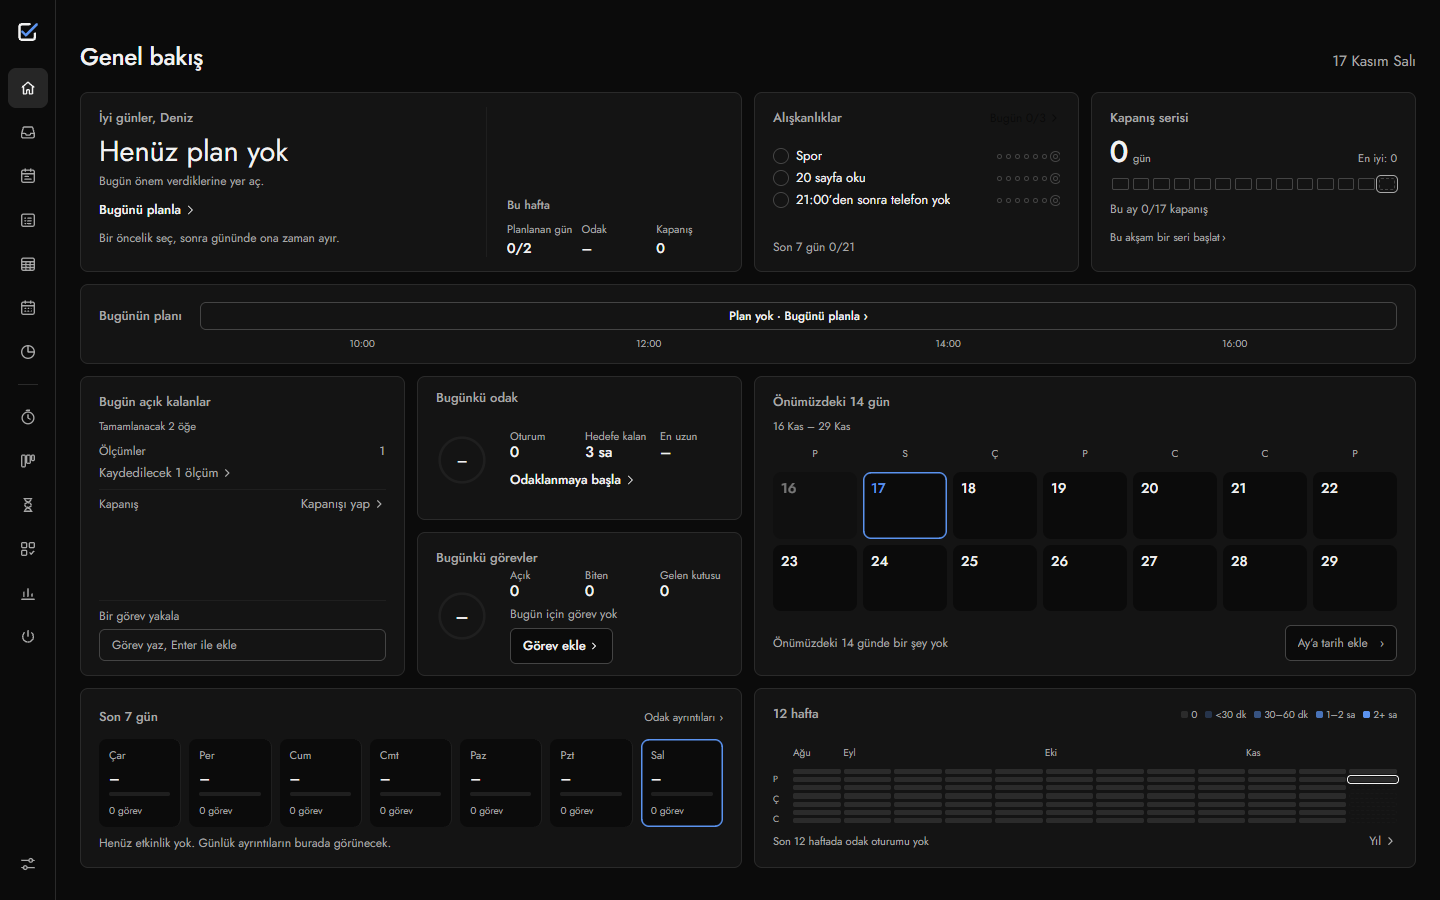 Genel bakış
17 Kasım Salı
İyi günler, Deniz
Henüz plan yok
Bugün önem verdiklerine yer aç.
Bugünü planla
Bir öncelik seç, sonra gününde ona zaman ayır.
Bu hafta
Planlanan gün Odak Kapanış
0/2 – 0
Alışkanlıklar Bugün 0/3 ›
Spor
20 sayfa oku
21:00'den sonra telefon yok
Son 7 gün 0/21
Kapanış serisi
0 gün En iyi: 0
Bu ay 0/17 kapanış
Bu akşam bir seri başlat ›
Bugünün planı
Plan yok · Bugünü planla ›
10:00 12:00 14:00 16:00
Bugün açık kalanlar
Tamamlanacak 2 öğe
Ölçümler 1
Kaydedilecek 1 ölçüm
Kapanış Kapanışı yap
Bir görev yakala
Görev yaz, Enter ile ekle
Bugünkü odak
Oturum Hedefe kalan En uzun
– 0 3 sa –
Odaklanmaya başla
Bugünkü görevler
Açık Biten Gelen kutusu
0 0 0
– Bugün için görev yok
Görev ekle ›
Önümüzdeki 14 gün
16 Kas – 29 Kas
P S Ç P C C P
16 17 18 19 20 21 22
23 24 25 26 27 28 29
Önümüzdeki 14 günde bir şey yok
Ay'a tarih ekle ›
Son 7 gün Odak ayrıntıları ›
Çar Per Cum Cmt Paz Pzt Sal
– – – – – – –
0 görev 0 görev 0 görev 0 görev 0 görev 0 görev 0 görev
Henüz etkinlik yok. Günlük ayrıntıların burada görünecek.
12 hafta 0 <30 dk 30–60 dk 1–2 sa 2+ sa
Ağu Eyl Eki Kas
P
Ç
C
Son 12 haftada odak oturumu yok Yıl